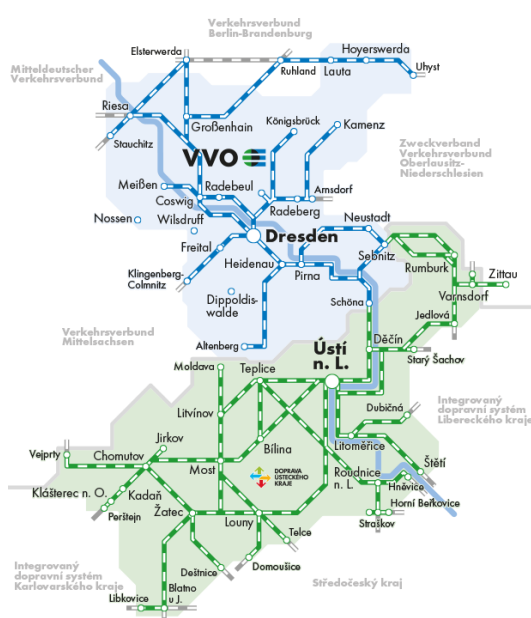 Verkehrsverbund
Berlin-Brandenburg
Elsterwerda
Hoyerswerda
Mitteldeutscher
Verkehrsverbund
Ruhland
Lauta
Uhyst
Riesa
Großenhain
Königsbrück
Kamenz
Stauchitz
Zweckverband
Verkehrsverbund
Oberlausitz-
Niederschlesien
VVO
Meißen
Radebeul
Arnsdorf
Coswig
Radeberg
Nossen
Wilsdruff
Neustadt
Dresden
Freital
Sebnitz
Heidenau
Rumburk
Zittau
Pirna
Klingenberg-
Colmnitz
Varnsdorf
Dippoldis-
walde
Schöna
Jedlová
Verkehrsverbund
Mittelsachsen
Altenberg
Ústí
n. L.
Děčín
Starý Šachov
Moldava
Teplice
Integrovaný
dopravní systém
Libereckého kraje
Dubičná
Litvínov
Jirkov
Bílina
Litoměřice
Vejprty
Chomutov
Most
DOPRAVA
ÚSTECKÉHO
KRAJE
Roudnice
n. L.
Štětí
Hněvice
Klášterec n. O.
Kadaň
Horní Beřkovice
Perštejn
Žatec
Louny
Telce
Straškov
Integrovaný
dopravní systém
Karlovarského kraje
Deštnice
Domoušice
Středočeský kraj
Libkovice
Blatno
u J.